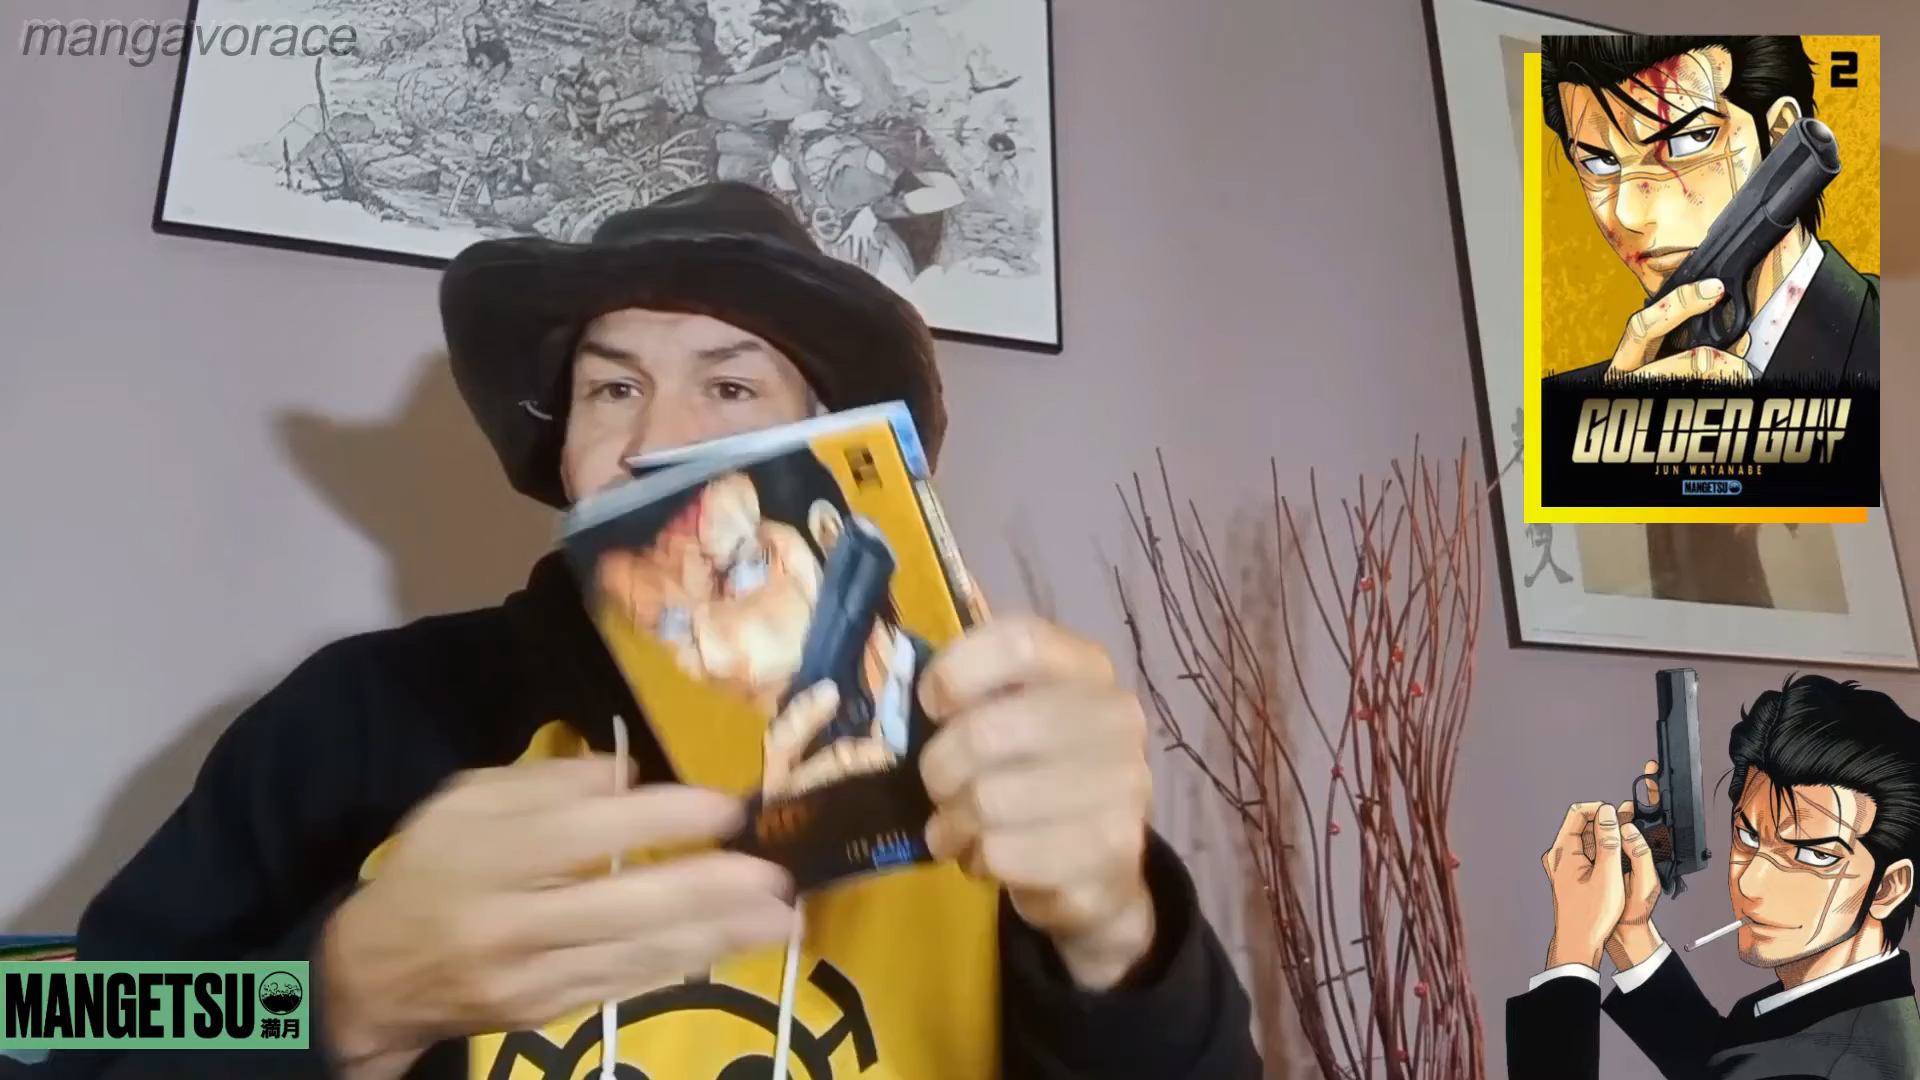 mangavorace
2
GOLDEN GUY
JUN WATANABE
MANGETSU
MANGETSU
満月